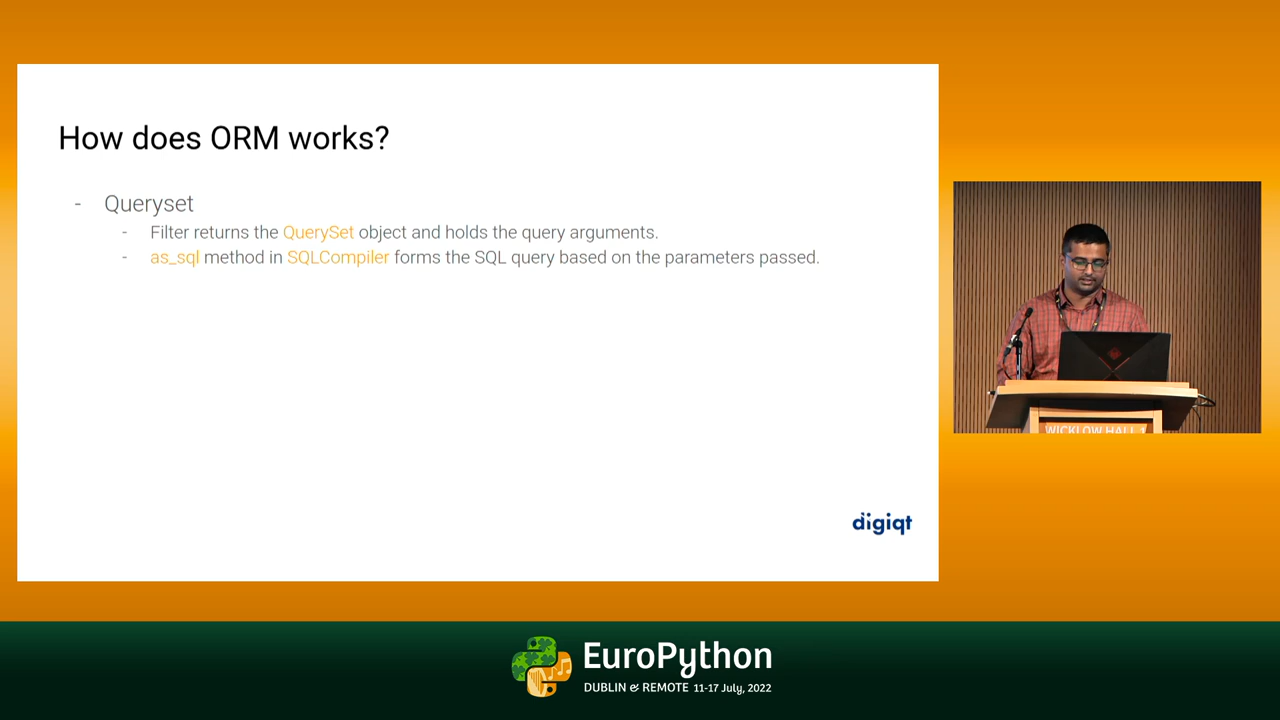 How does ORM works?
- Queryset
- Filter returns the QuerySet object and holds the query arguments.
- as_sql method in SQLCompiler forms the SQL query based on the parameters passed.
digiqt
WICKLOW HALL 1
EuroPython
DUBLIN & REMOTE 11-17 July, 2022